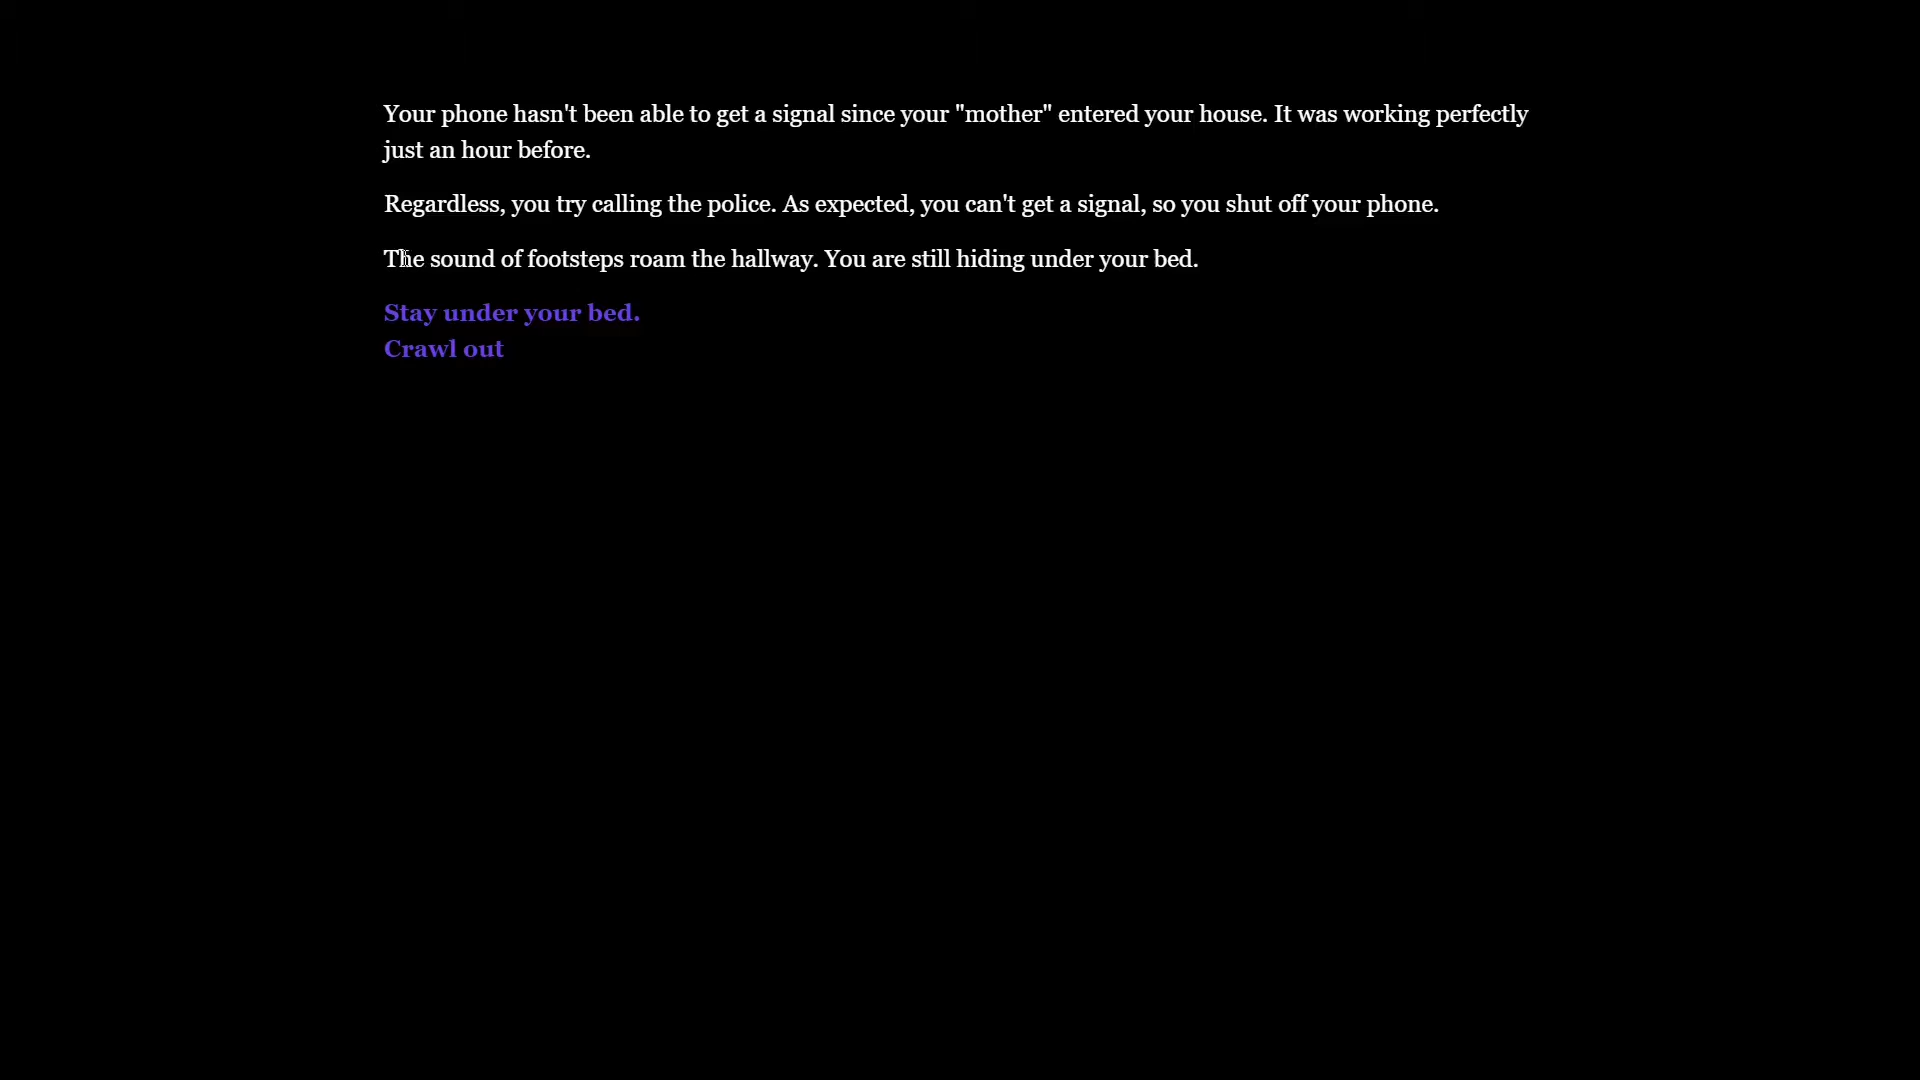 Your phone hasn't been able to get a signal since your "mother" entered your house. It was working perfectly
just an hour before.
Regardless, you try calling the police. As expected, you can't get a signal, so you shut off your phone.
The sound of footsteps roam the hallway. You are still hiding under your bed.
Stay under your bed.
Crawl out